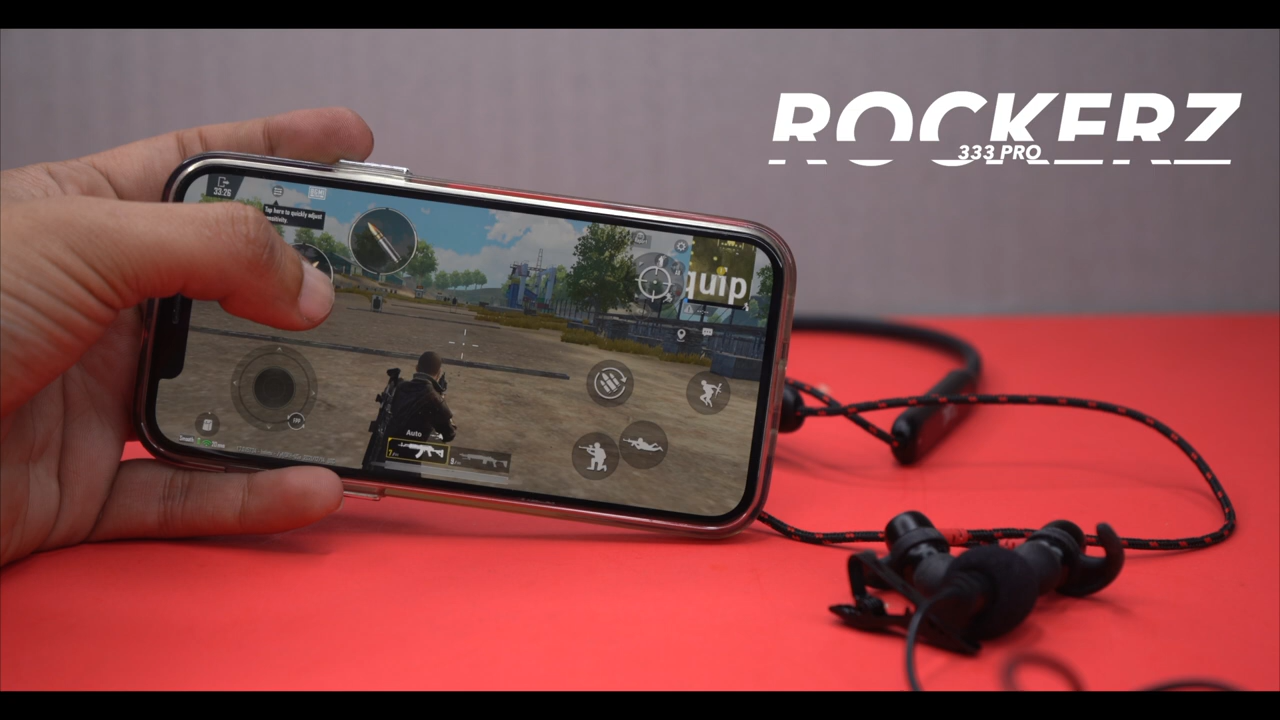 ROCKERZ
333 PRO
33:26
Tap here to quickly adjust
sensitivity.
quip
Auto